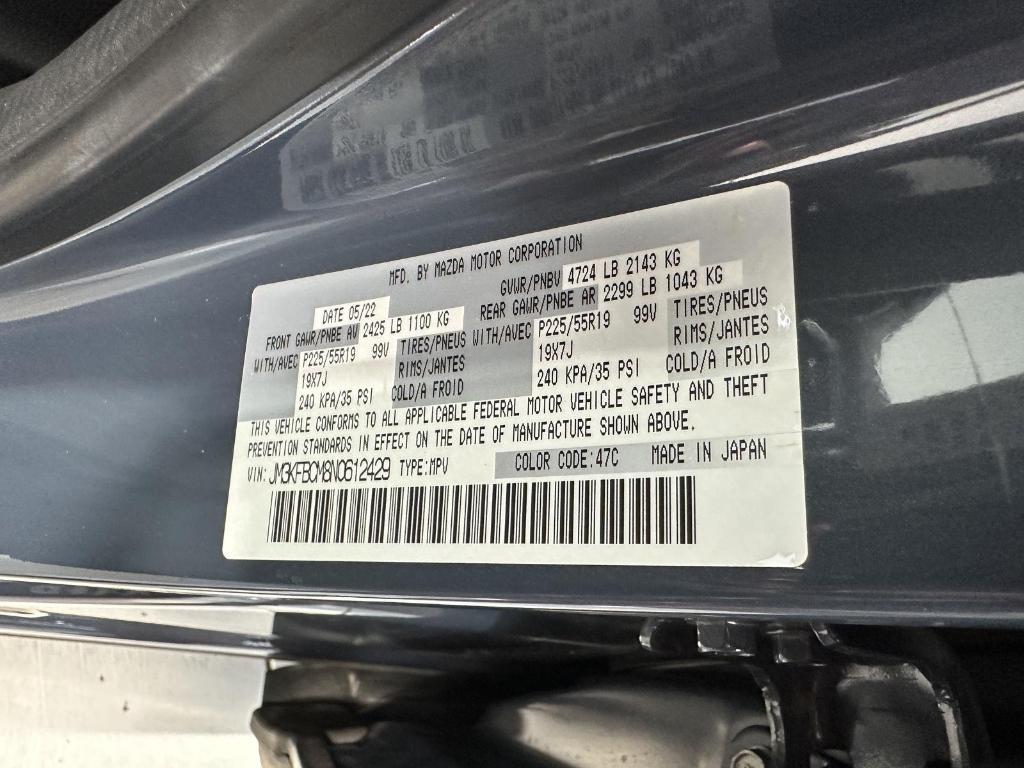 MFD. BY MAZDA MOTOR CORPORATION
DATE 05/22 GVWR/PNBV 4724 LB 2143 KG
FRONT GAWR/PNBE AV 2425 LB 1100 KG REAR GAWR/PNBE AR 2299 LB 1043 KG
WITH/AVEC P225/55R19 99V TIRES/PNEUS WITH/AVEC P225/55R19 99V TIRES/PNEUS
19X7J RIMS/JANTES 19X7J RIMS/JANTES
240 KPA/35 PSI COLD/A FROID 240 KPA/35 PSI COLD/A FROID
THIS VEHICLE CONFORMS TO ALL APPLICABLE FEDERAL MOTOR VEHICLE SAFETY AND THEFT
PREVENTION STANDARDS IN EFFECT ON THE DATE OF MANUFACTURE SHOWN ABOVE.
VIN: JM3KFBCM8N0612429 TYPE:MPV COLOR CODE:47C MADE IN JAPAN